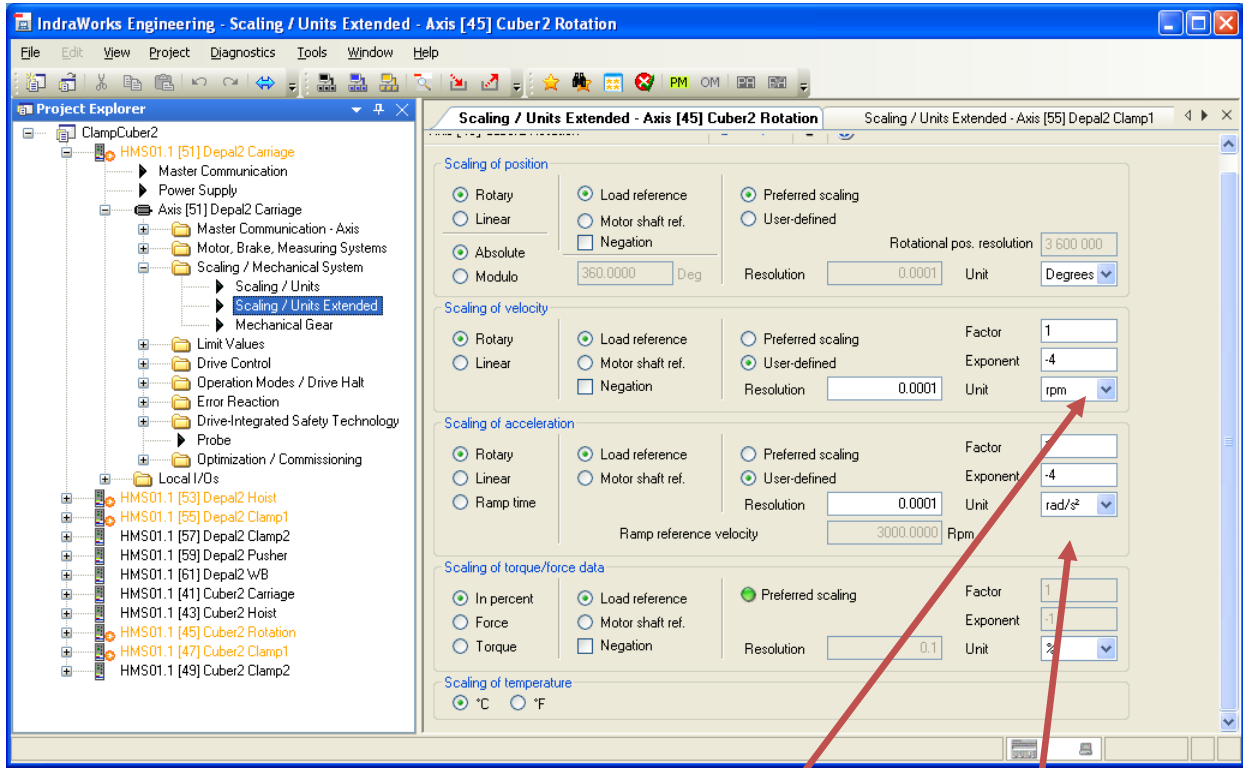 IndraWorks Engineering - Scaling / Units Extended - Axis [45] Cuber2 Rotation
File Edit View Project Diagnostics Tools Window Help
PM OM
Project Explorer
ClampCuber2
HMS01.1 [51] Depal2 Carriage
Master Communication
Power Supply
Axis [51] Depal2 Carriage
Master Communication - Axis
Motor, Brake, Measuring Systems
Scaling / Mechanical System
Scaling / Units
Scaling / Units Extended
Mechanical Gear
Limit Values
Drive Control
Operation Modes / Drive Halt
Error Reaction
Drive-Integrated Safety Technology
Probe
Optimization / Commissioning
Local I/Os
HMS01.1 [53] Depal2 Hoist
HMS01.1 [55] Depal2 Clamp1
HMS01.1 [57] Depal2 Clamp2
HMS01.1 [59] Depal2 Pusher
HMS01.1 [61] Depal2 WB
HMS01.1 [41] Cuber2 Carriage
HMS01.1 [43] Cuber2 Hoist
HMS01.1 [45] Cuber2 Rotation
HMS01.1 [47] Cuber2 Clamp1
HMS01.1 [49] Cuber2 Clamp2
Scaling / Units Extended - Axis [45] Cuber2 Rotation Scaling / Units Extended - Axis [55] Depal2 Clamp1
Scaling of position
Rotary Load reference Preferred scaling
Linear Motor shaft ref. User-defined
Absolute Negation Rotational pos. resolution 3 600 000
Modulo 360.0000 Deg Resolution 0.0001 Unit Degrees
Scaling of velocity
Rotary Load reference Preferred scaling Factor 1
Linear Motor shaft ref. User-defined Exponent -4
Negation Resolution 0.0001 Unit rpm
Scaling of acceleration
Rotary Load reference Preferred scaling Factor
Linear Motor shaft ref. User-defined Exponent -4
Ramp time Resolution 0.0001 Unit rad/s²
Ramp reference velocity 3000.0000 Rpm
Scaling of torque/force data
In percent Load reference Preferred scaling Factor 1
Force Motor shaft ref. Exponent -1
Torque Negation Resolution 0.1 Unit %
Scaling of temperature
°C °F